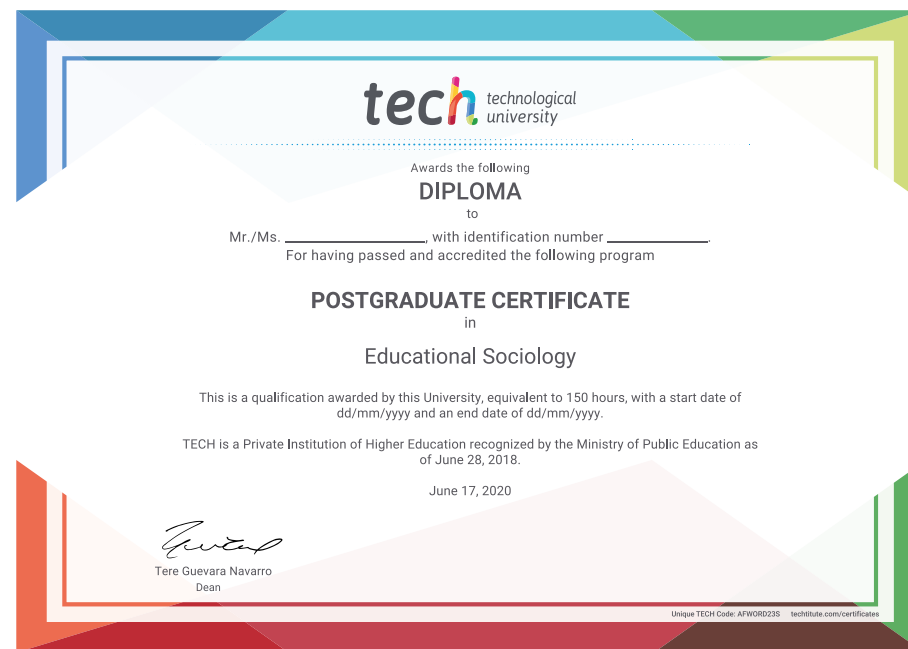 tech technological
university
Awards the following
DIPLOMA
to
Mr./Ms. ____________________, with identification number ______________.
For having passed and accredited the following program
POSTGRADUATE CERTIFICATE
in
Educational Sociology
This is a qualification awarded by this University, equivalent to 150 hours, with a start date of
dd/mm/yyyy and an end date of dd/mm/yyyy.
TECH is a Private Institution of Higher Education recognized by the Ministry of Public Education as
of June 28, 2018.
June 17, 2020
Tere Guevara Navarro
Dean
Unique TECH Code: AFWORD23S techtitute.com/certificates